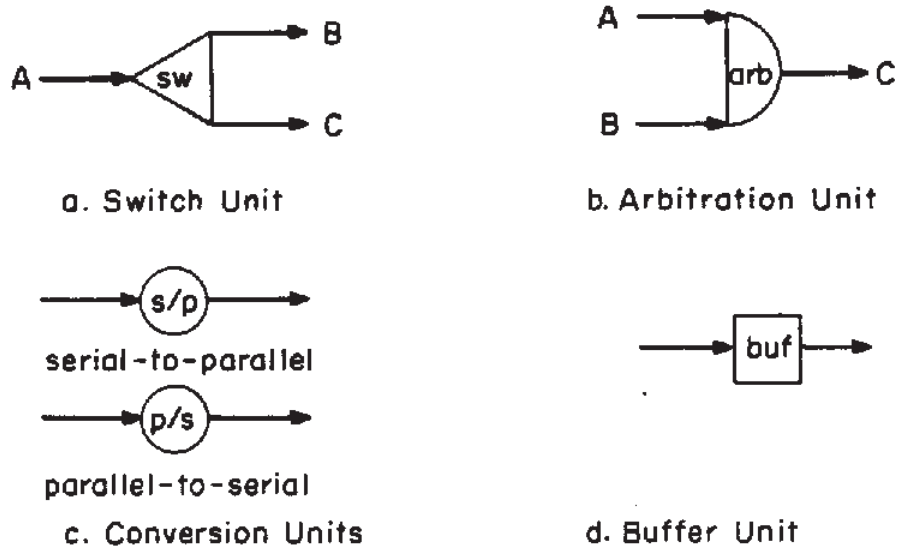 A sw B
C
a. Switch Unit
A
B
arb C
b. Arbitration Unit
s/p
serial-to-parallel
p/s
parallel-to-serial
c. Conversion Units
buf
d. Buffer Unit